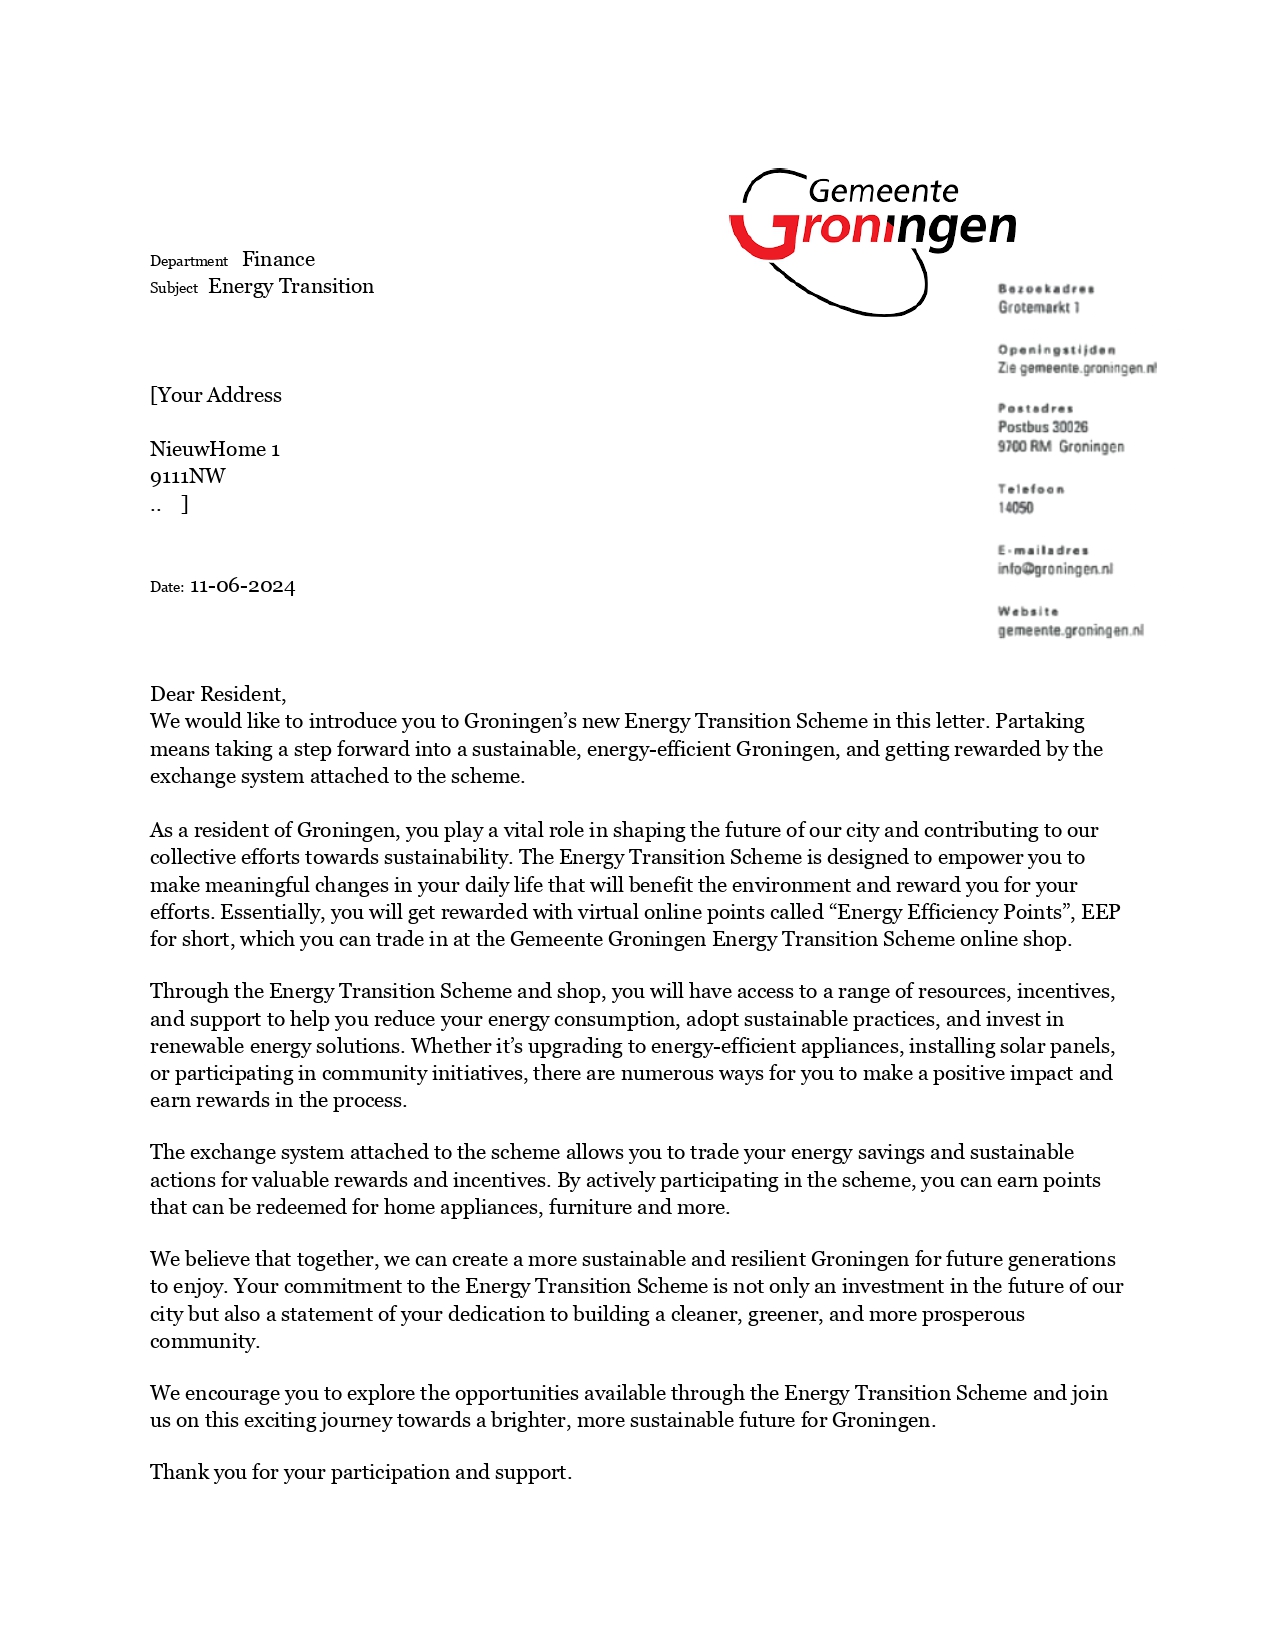 Gemeente
Groningen
Department Finance
Subject Energy Transition
Bezoekadres
Grotemarkt 1
Openingstijden
Zie gemeente.groningen.nl
Postadres
Postbus 30026
9700 RM Groningen
Telefoon
14050
E-mailadres
info@groningen.nl
Website
gemeente.groningen.nl
[Your Address
NieuwHome 1
9111NW
.. ]
Date: 11-06-2024
Dear Resident,
We would like to introduce you to Groningen’s new Energy Transition Scheme in this letter. Partaking
means taking a step forward into a sustainable, energy-efficient Groningen, and getting rewarded by the
exchange system attached to the scheme.
As a resident of Groningen, you play a vital role in shaping the future of our city and contributing to our
collective efforts towards sustainability. The Energy Transition Scheme is designed to empower you to
make meaningful changes in your daily life that will benefit the environment and reward you for your
efforts. Essentially, you will get rewarded with virtual online points called “Energy Efficiency Points”, EEP
for short, which you can trade in at the Gemeente Groningen Energy Transition Scheme online shop.
Through the Energy Transition Scheme and shop, you will have access to a range of resources, incentives,
and support to help you reduce your energy consumption, adopt sustainable practices, and invest in
renewable energy solutions. Whether it’s upgrading to energy-efficient appliances, installing solar panels,
or participating in community initiatives, there are numerous ways for you to make a positive impact and
earn rewards in the process.
The exchange system attached to the scheme allows you to trade your energy savings and sustainable
actions for valuable rewards and incentives. By actively participating in the scheme, you can earn points
that can be redeemed for home appliances, furniture and more.
We believe that together, we can create a more sustainable and resilient Groningen for future generations
to enjoy. Your commitment to the Energy Transition Scheme is not only an investment in the future of our
city but also a statement of your dedication to building a cleaner, greener, and more prosperous
community.
We encourage you to explore the opportunities available through the Energy Transition Scheme and join
us on this exciting journey towards a brighter, more sustainable future for Groningen.
Thank you for your participation and support.